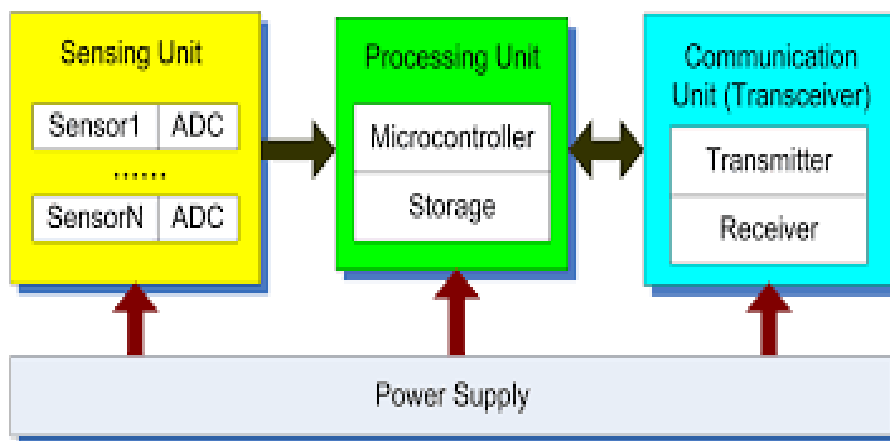 Sensing Unit
Sensor1 ADC
......
SensorN ADC
Processing Unit
Microcontroller
Storage
Communication
Unit (Transceiver)
Transmitter
Receiver
Power Supply